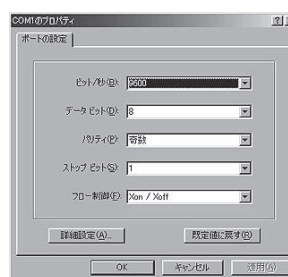 COM1のプロパティ
ポートの設定
ビット/秒(B): 9600
データ ビット(D): 8
パリティ(P): 奇数
ストップ ビット(S): 1
フロー制御(F): Xon / Xoff
詳細設定(A)... 既定値に戻す(R)
OK キャンセル 適用(A)